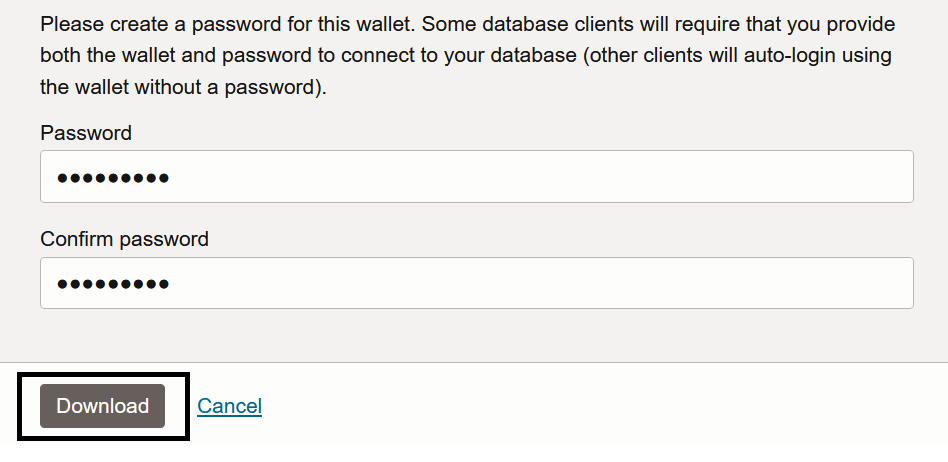 Please create a password for this wallet. Some database clients will require that you provide
both the wallet and password to connect to your database (other clients will auto-login using
the wallet without a password).
Password
●●●●●●●●●
Confirm password
●●●●●●●●●
Download Cancel